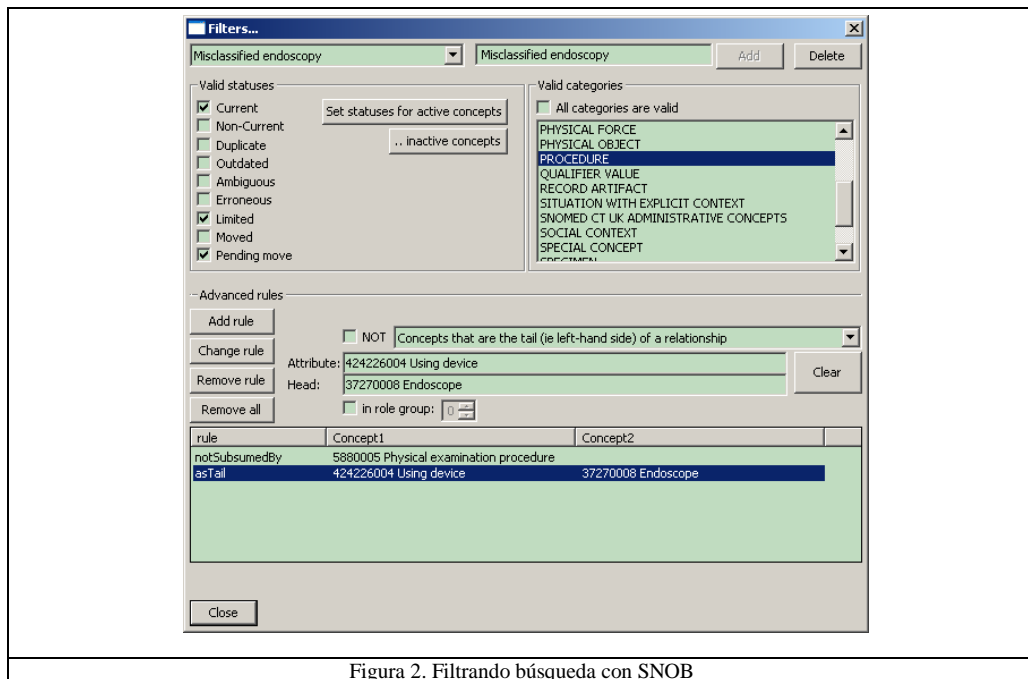 Filters...
Misclassified endoscopy
Misclassified endoscopy
Add
Delete
Valid statuses
Current
Non-Current
Duplicate
Outdated
Ambiguous
Erroneous
Limited
Moved
Pending move
Set statuses for active concepts
.. inactive concepts
Valid categories
All categories are valid
PHYSICAL FORCE
PHYSICAL OBJECT
PROCEDURE
QUALIFIER VALUE
RECORD ARTIFACT
SITUATION WITH EXPLICIT CONTEXT
SNOMED CT UK ADMINISTRATIVE CONCEPTS
SOCIAL CONTEXT
SPECIAL CONCEPT
SPECIMEN
Advanced rules
Add rule
Change rule
Remove rule
Remove all
NOT Concepts that are the tail (ie left-hand side) of a relationship
Attribute: 424226004 Using device
Head: 37270008 Endoscope
in role group: 0
Clear
rule Concept1 Concept2
notSubsumedBy 5880005 Physical examination procedure
asTail 424226004 Using device 37270008 Endoscope
Close
Figura 2. Filtrando búsqueda con SNOB